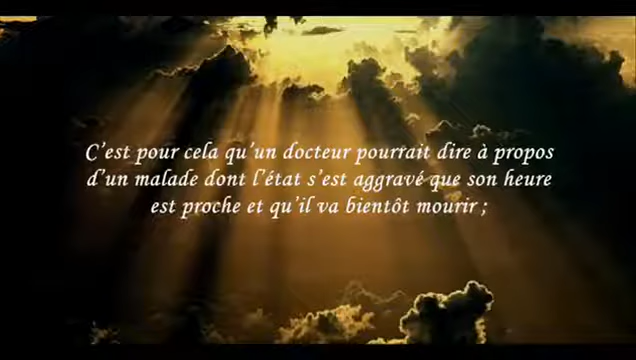 C'est pour cela qu'un docteur pourrait dire à propos
d'un malade dont l'état s'est aggravé que son heure
est proche et qu'il va bientôt mourir ;